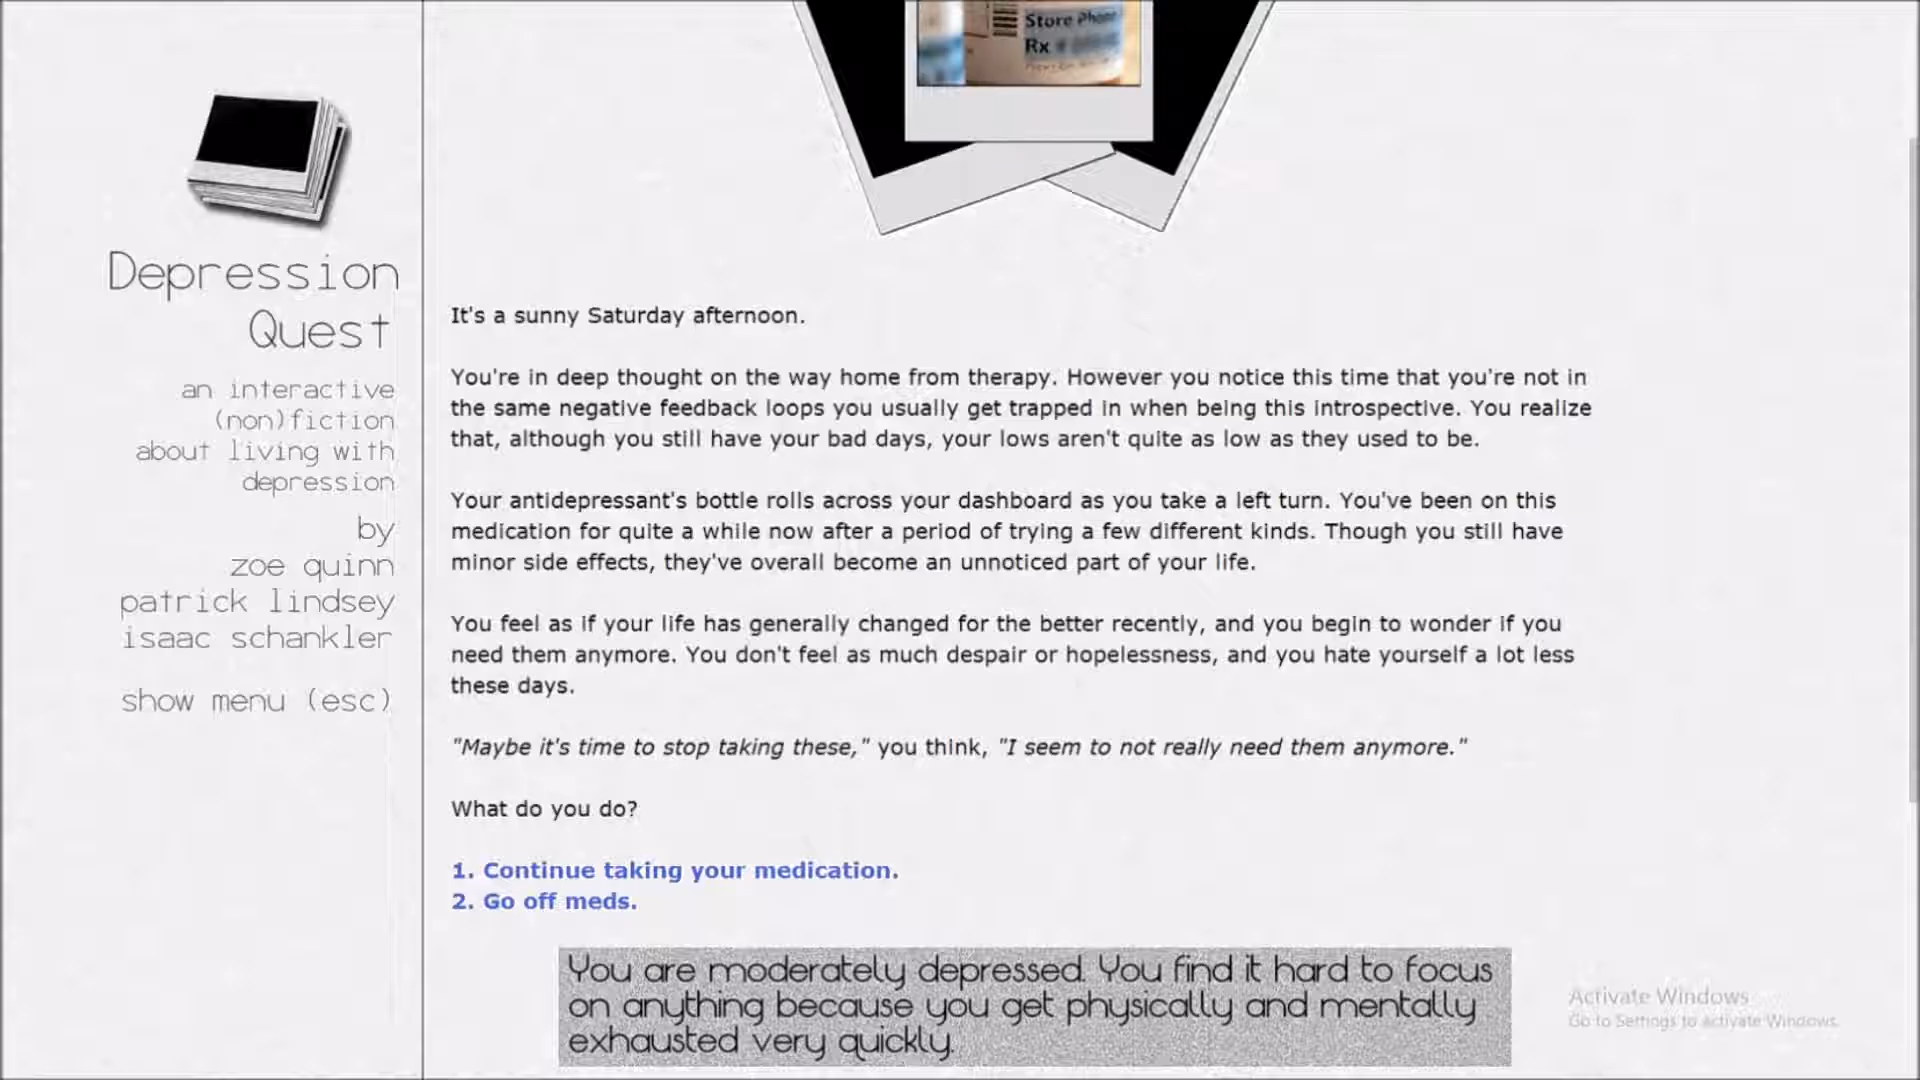 Store Phone
Rx #
Depression
Quest
an interactive
(non)fiction
about living with
depression
by
zoe quinn
patrick lindsey
isaac schankler
show menu (esc)
It's a sunny Saturday afternoon.
You're in deep thought on the way home from therapy. However you notice this time that you're not in
the same negative feedback loops you usually get trapped in when being this introspective. You realize
that, although you still have your bad days, your lows aren't quite as low as they used to be.
Your antidepressant's bottle rolls across your dashboard as you take a left turn. You've been on this
medication for quite a while now after a period of trying a few different kinds. Though you still have
minor side effects, they've overall become an unnoticed part of your life.
You feel as if your life has generally changed for the better recently, and you begin to wonder if you
need them anymore. You don't feel as much despair or hopelessness, and you hate yourself a lot less
these days.
"Maybe it's time to stop taking these," you think, "I seem to not really need them anymore."
What do you do?
1. Continue taking your medication.
2. Go off meds.
You are moderately depressed. You find it hard to focus
on anything because you get physically and mentally
exhausted very quickly.
Activate Windows
Go to Settings to activate Windows.